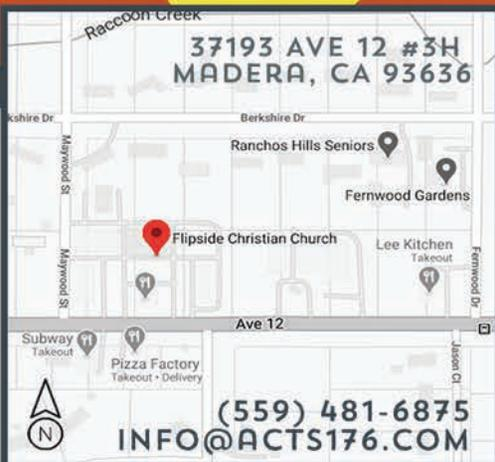 Raccoon Creek
37193 AVE 12 #3H
MADERA, CA 93636
kshire Dr
Berkshire Dr
Maywood St
Ranchos Hills Seniors
Fernwood Gardens
Flipside Christian Church
Maywood St
Lee Kitchen
Takeout
Fernwood Dr
Ave 12
Subway
Takeout
Pizza Factory
Takeout • Delivery
Jason Ct
N
(559) 481-6875
INFO@ACTS176.COM